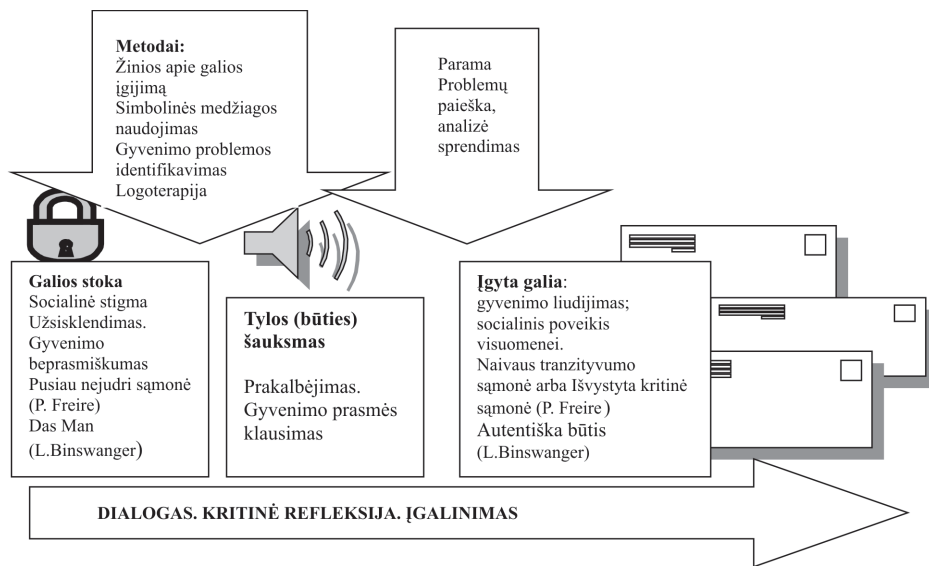 Metodai:
Žinios apie galios
įgijimą
Simbolinės medžiagos
naudojimas
Gyvenimo problemos
identifikavimas
Logoterapija
Parama
Problemų
paieška,
analizė
sprendimas
Galios stoka
Socialinė stigma
Užsisklendimas.
Gyvenimo
beprasmiškumas
Pusiau nejudri sąmonė
(P. Freire)
Das Man
(L.Binswanger)
Tylos (būties)
šauksmas
Prakalbėjimas.
Gyvenimo prasmės
klausimas
Įgyta galia:
gyvenimo liudijimas;
socialinis poveikis
visuomenei.
Naivaus tranzityvumo
sąmonė arba Išvystyta kritinė
sąmonė (P. Freire)
Autentiška būtis
(L.Binswanger)
DIALOGAS. KRITINĖ REFLEKSIJA. ĮGALINIMAS